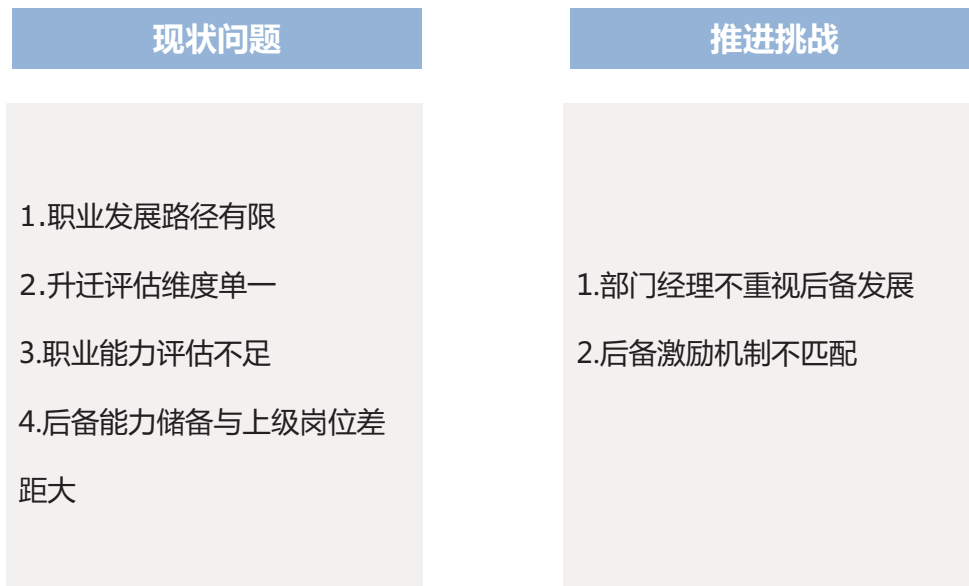 现状问题
1.职业发展路径有限
2.升迁评估维度单一
3.职业能力评估不足
4.后备能力储备与上级岗位差
距大
推进挑战
1.部门经理不重视后备发展
2.后备激励机制不匹配